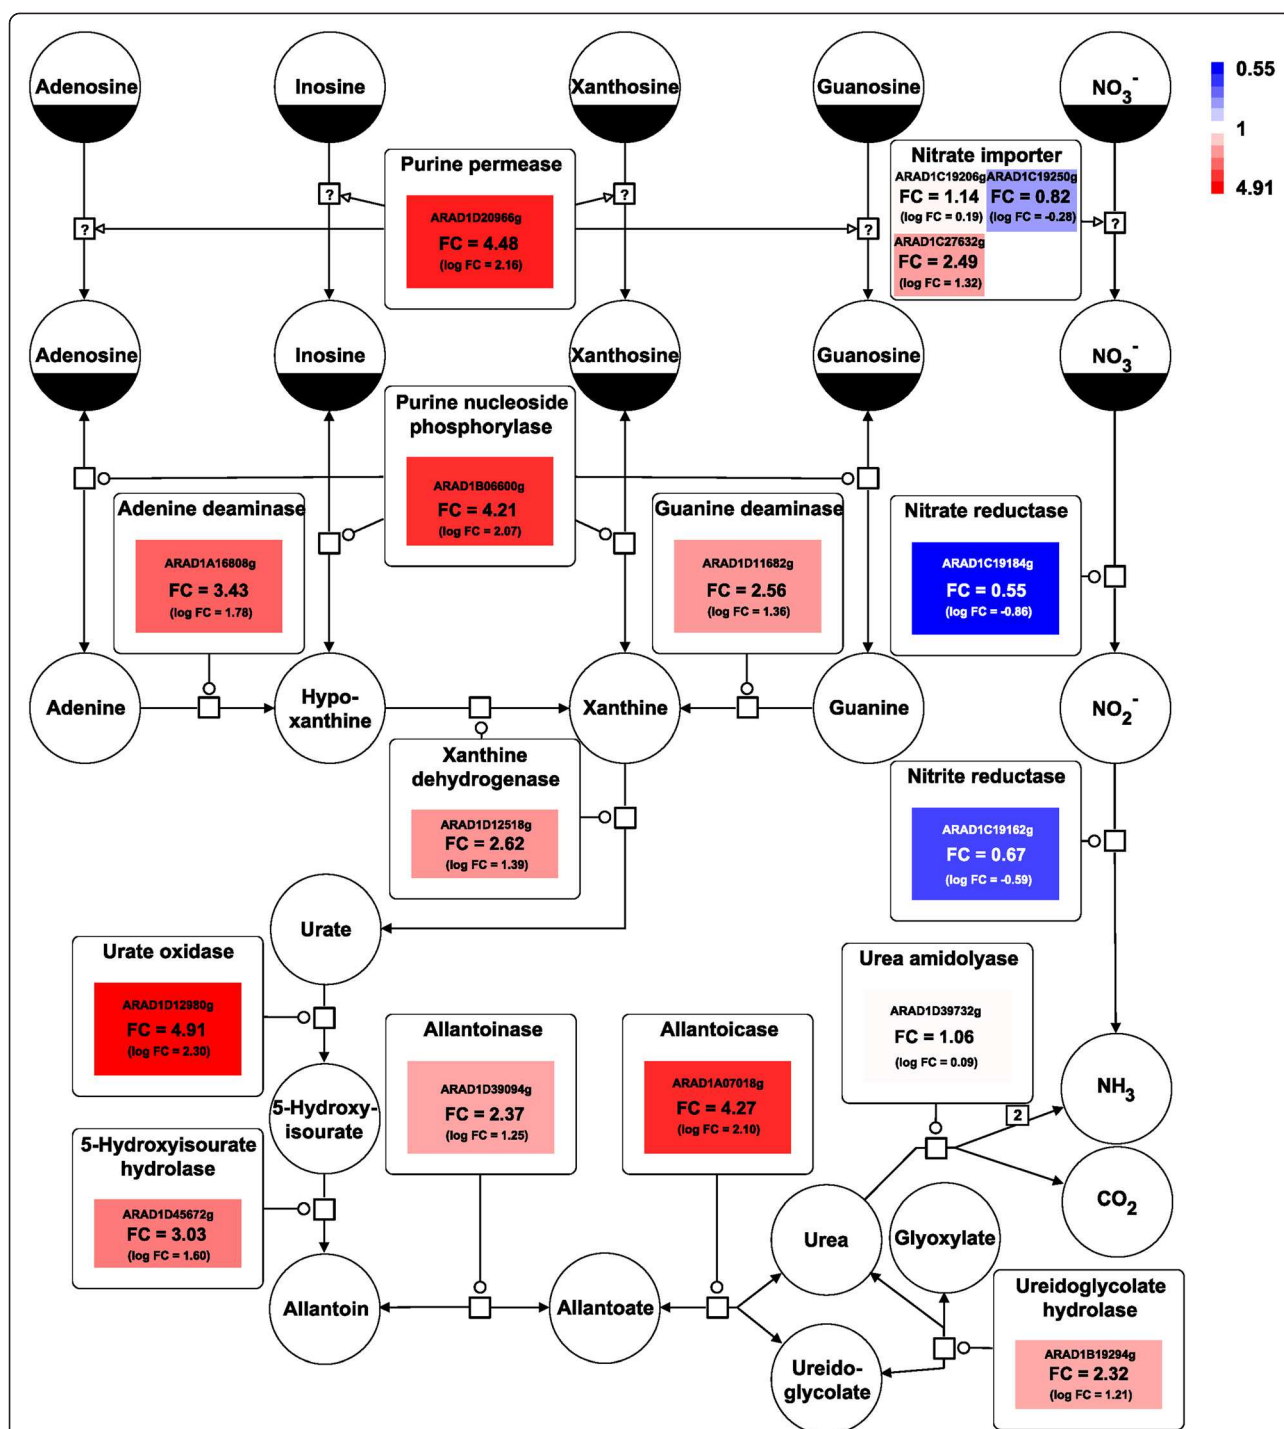 Adenosine
Inosine
Xanthosine
Guanosine
NO3-
0.55
1
4.91
Purine permease
ARAD1D20966g
FC = 4.48
(log FC = 2.16)
Nitrate importer
ARAD1C19206g
FC = 1.14
(log FC = 0.19)
ARAD1C19250g
FC = 0.82
(log FC = -0.28)
ARAD1C27632g
FC = 2.49
(log FC = 1.32)
?
?
?
?
?
Adenosine
Inosine
Xanthosine
Guanosine
NO3-
Purine nucleoside
phosphorylase
ARAD1B06600g
FC = 4.21
(log FC = 2.07)
Adenine deaminase
ARAD1A16808g
FC = 3.43
(log FC = 1.78)
Guanine deaminase
ARAD1D11682g
FC = 2.56
(log FC = 1.36)
Nitrate reductase
ARAD1C19184g
FC = 0.55
(log FC = -0.86)
Adenine
Hypo-
xanthine
Xanthine
Guanine
NO2-
Xanthine
dehydrogenase
ARAD1D12518g
FC = 2.62
(log FC = 1.39)
Nitrite reductase
ARAD1C19162g
FC = 0.67
(log FC = -0.59)
Urate
Urate oxidase
ARAD1D12980g
FC = 4.91
(log FC = 2.30)
Urea amidolyase
ARAD1D39732g
FC = 1.06
(log FC = 0.09)
Allantoinase
ARAD1D39094g
FC = 2.37
(log FC = 1.25)
Allantoicase
ARAD1A07018g
FC = 4.27
(log FC = 2.10)
5-Hydroxy-
isourate
NH3
2
5-Hydroxyisourate
hydrolase
ARAD1D45672g
FC = 3.03
(log FC = 1.60)
CO2
Urea
Glyoxylate
Allantoin
Allantoate
Ureido-
glycolate
Ureidoglycolate
hydrolase
ARAD1B19294g
FC = 2.32
(log FC = 1.21)